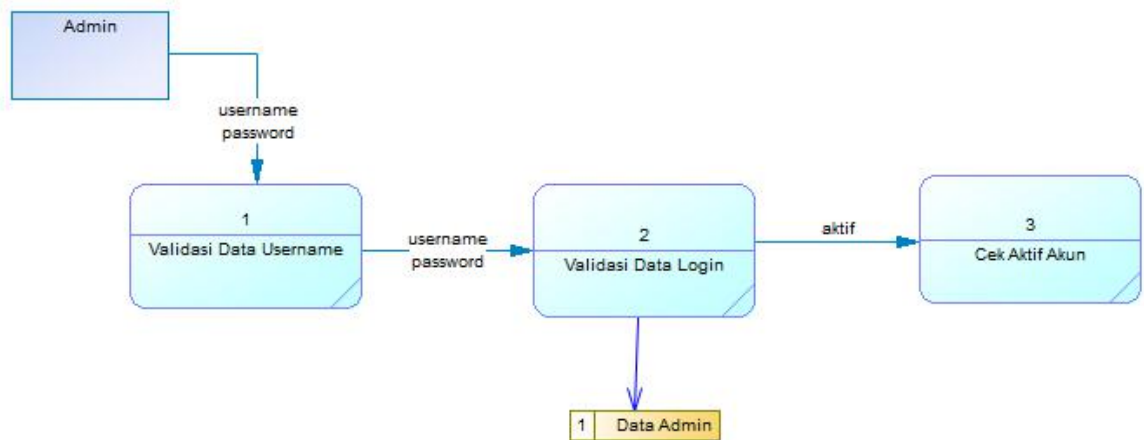 Admin
username
password
1
Validasi Data Username
username
password
2
Validasi Data Login
aktif
3
Cek Aktif Akun
1 Data Admin